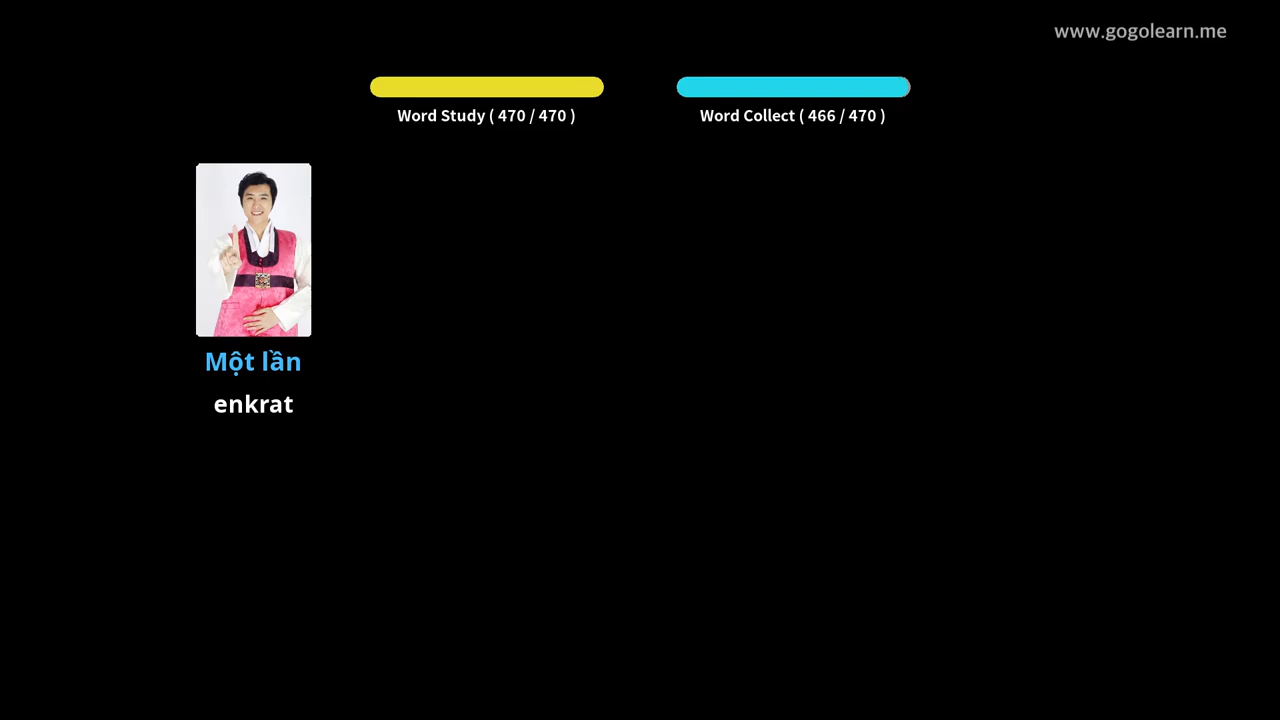 www.gogolearn.me
Word Study ( 470 / 470 )
Word Collect ( 466 / 470 )
Một lần
enkrat